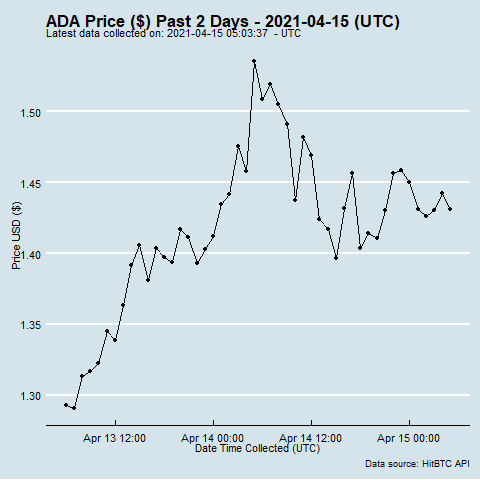 ADA Price ($) Past 2 Days - 2021-04-15 (UTC)
Latest data collected on: 2021-04-15 05:03:37  - UTC
Price USD ($)
1.50
1.45
1.40
1.35
1.30
Apr 13 12:00
Apr 14 00:00
Apr 14 12:00
Apr 15 00:00
Date Time Collected (UTC)
Data source: HitBTC API